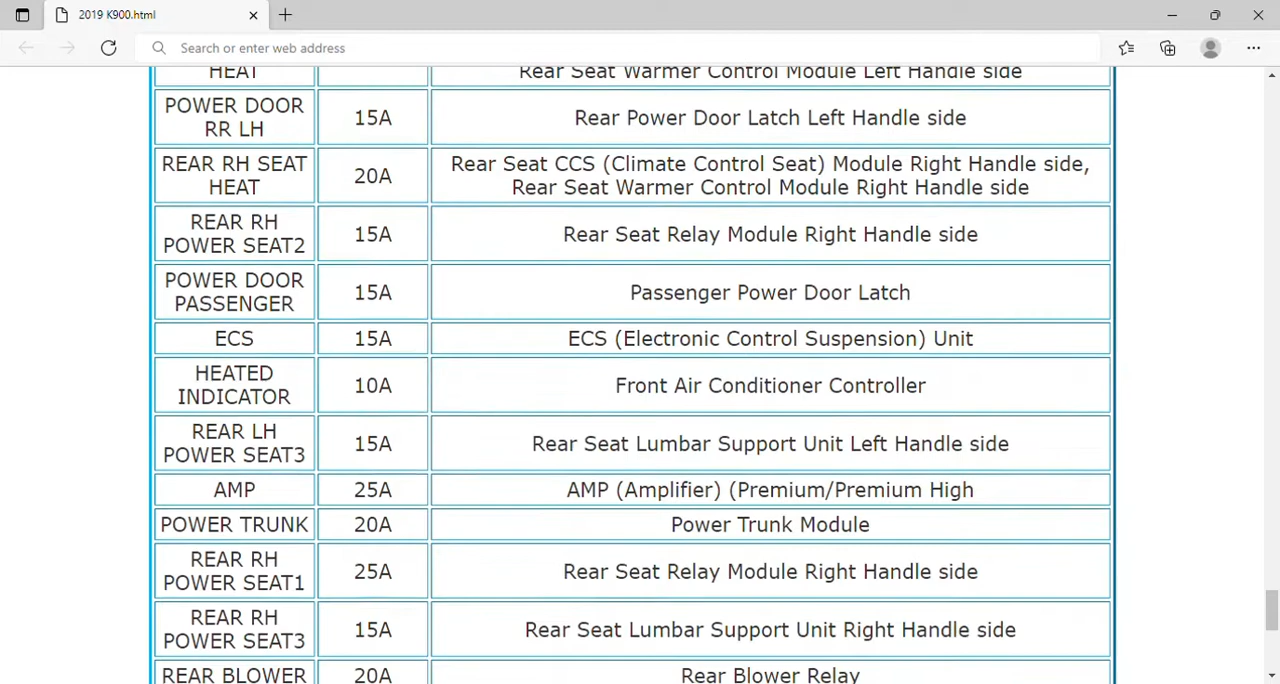 2019 K900.html
Search or enter web address
HEAT
Rear Seat Warmer Control Module Left Handle side
POWER DOOR
RR LH
15A
Rear Power Door Latch Left Handle side
REAR RH SEAT
HEAT
20A
Rear Seat CCS (Climate Control Seat) Module Right Handle side,
Rear Seat Warmer Control Module Right Handle side
REAR RH
POWER SEAT2
15A
Rear Seat Relay Module Right Handle side
POWER DOOR
PASSENGER
15A
Passenger Power Door Latch
ECS
15A
ECS (Electronic Control Suspension) Unit
HEATED
INDICATOR
10A
Front Air Conditioner Controller
REAR LH
POWER SEAT3
15A
Rear Seat Lumbar Support Unit Left Handle side
AMP
25A
AMP (Amplifier) (Premium/Premium High
POWER TRUNK
20A
Power Trunk Module
REAR RH
POWER SEAT1
25A
Rear Seat Relay Module Right Handle side
REAR RH
POWER SEAT3
15A
Rear Seat Lumbar Support Unit Right Handle side
REAR BLOWER
20A
Rear Blower Relay